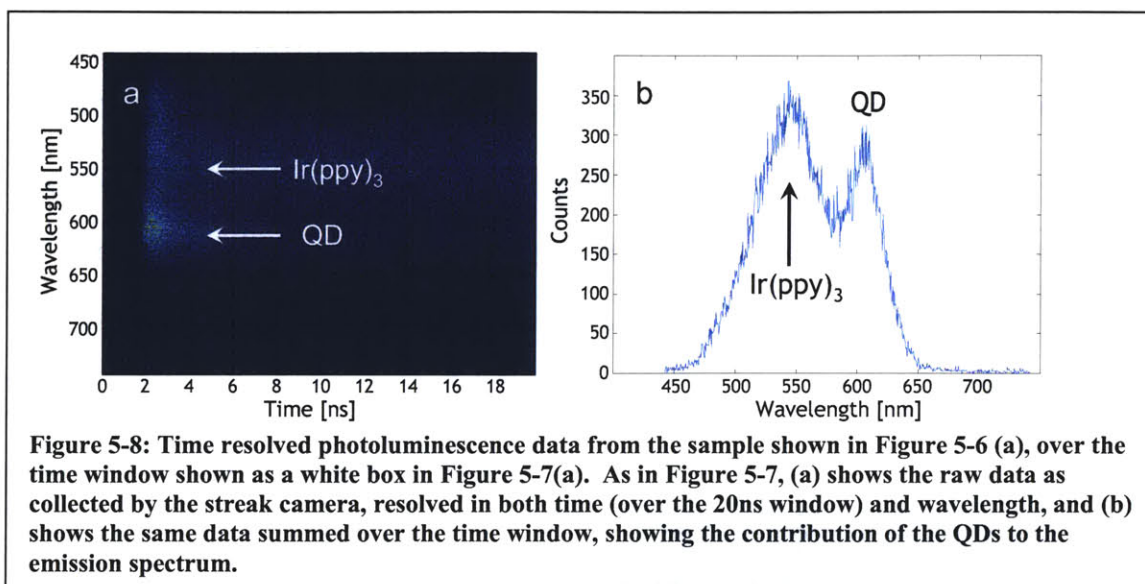 a
450
500
550
600
650
700
Wavelength [nm]
Ir(ppy)₃
QD
0 2 4 6 8 10 12 14 16 18
Time [ns]
b
QD
350
300
250
200
150
100
50
0
Counts
Ir(ppy)₃
450 500 550 600 650 700
Wavelength [nm]
Figure 5-8: Time resolved photoluminescence data from the sample shown in Figure 5-6 (a), over the
time window shown as a white box in Figure 5-7(a). As in Figure 5-7, (a) shows the raw data as
collected by the streak camera, resolved in both time (over the 20ns window) and wavelength, and (b)
shows the same data summed over the time window, showing the contribution of the QDs to the
emission spectrum.